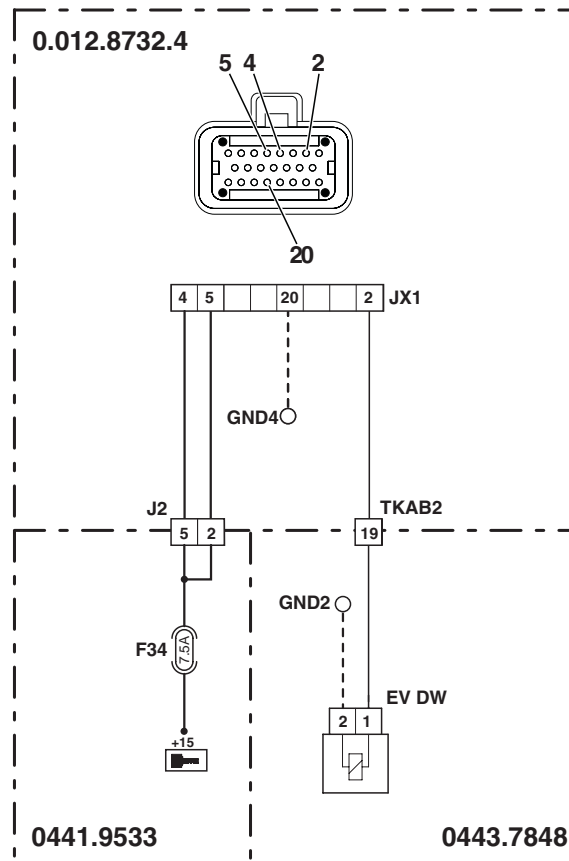 0.012.8732.4
5 4 2
20
4 5 20 2 JX1
GND4
J2
TKAB2
5 2
19
GND2
F34
7.5A
EV DW
2 1
+15
0441.9533
0443.7848